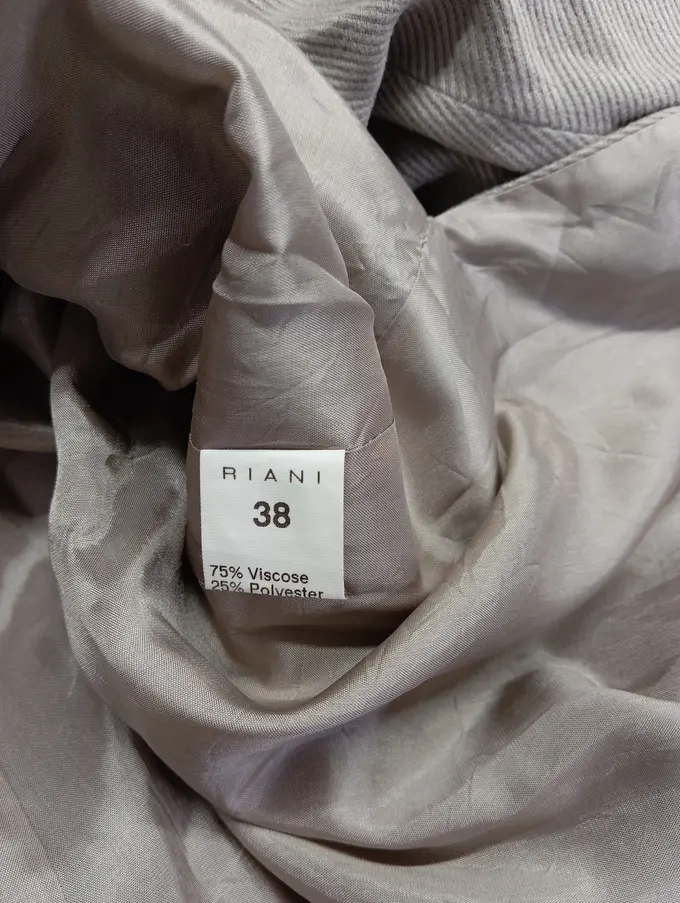 RIANI
38
75% Viscose
25% Polyester